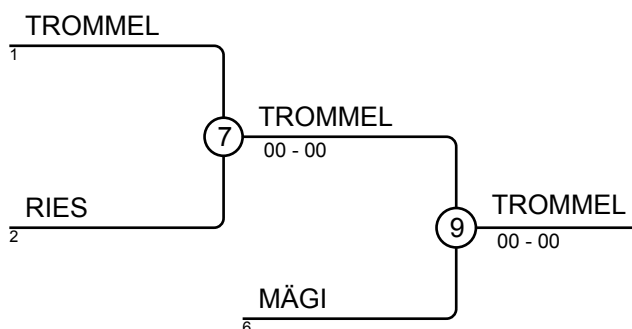 TROMMEL
1
7
TROMMEL
00 - 00
RIES
2
9
TROMMEL
00 - 00
MÄGI
6